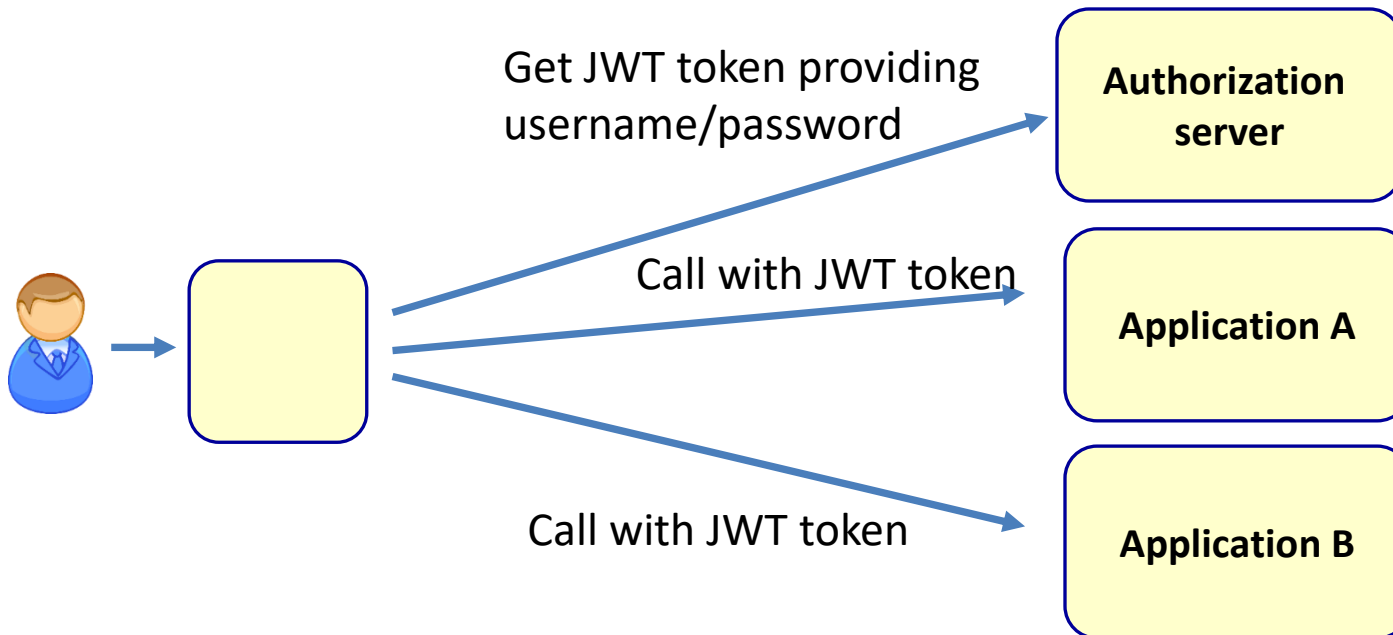 Get JWT token providing
username/password
Authorization
server
Call with JWT token
Application A
Call with JWT token
Application B